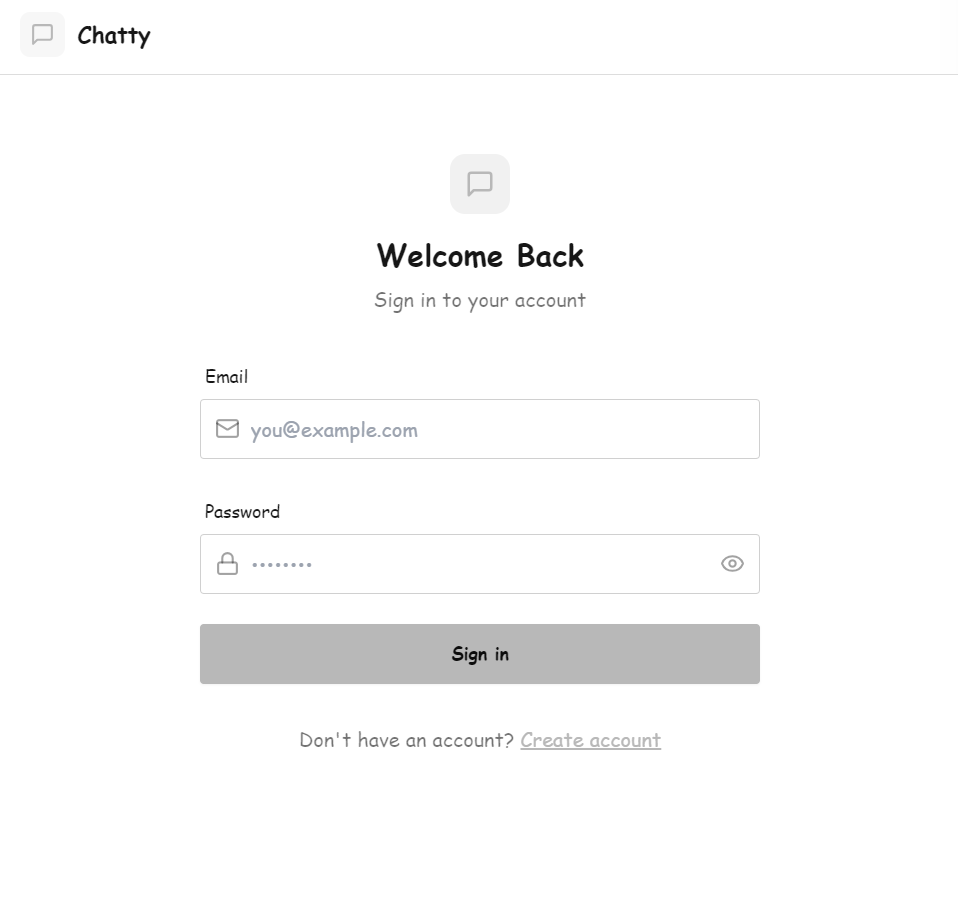 Chatty
Welcome Back
Sign in to your account
Email
you@example.com
Password
••••••••
Sign in
Don't have an account? Create account